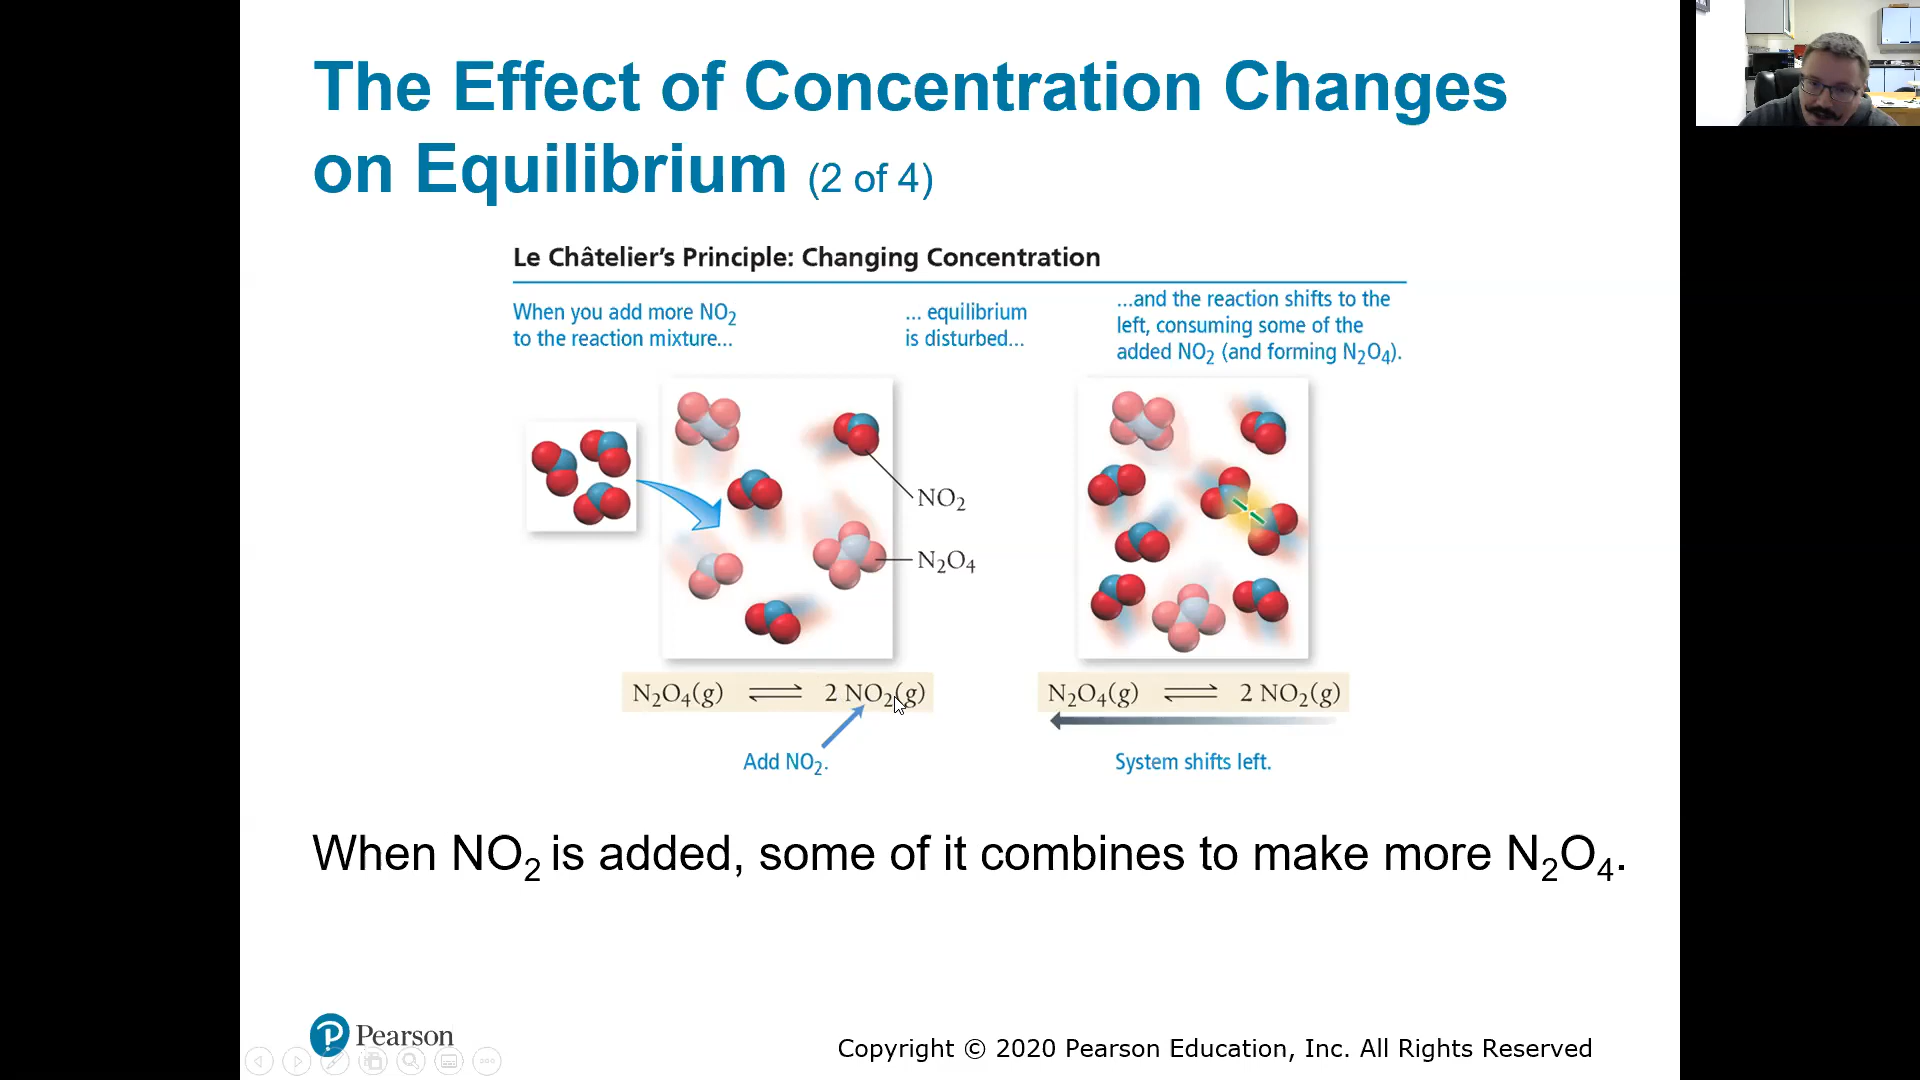 The Effect of Concentration Changes
on Equilibrium (2 of 4)
Le Châtelier's Principle: Changing Concentration
When you add more NO₂
to the reaction mixture...
... equilibrium
is disturbed...
...and the reaction shifts to the
left, consuming some of the
added NO₂ (and forming N₂O₄).
NO₂
N₂O₄
N₂O₄(g) ⇌ 2 NO₂(g)
Add NO₂.
N₂O₄(g) ⇌ 2 NO₂(g)
System shifts left.
When NO₂ is added, some of it combines to make more N₂O₄.
Pearson
Copyright © 2020 Pearson Education, Inc. All Rights Reserved